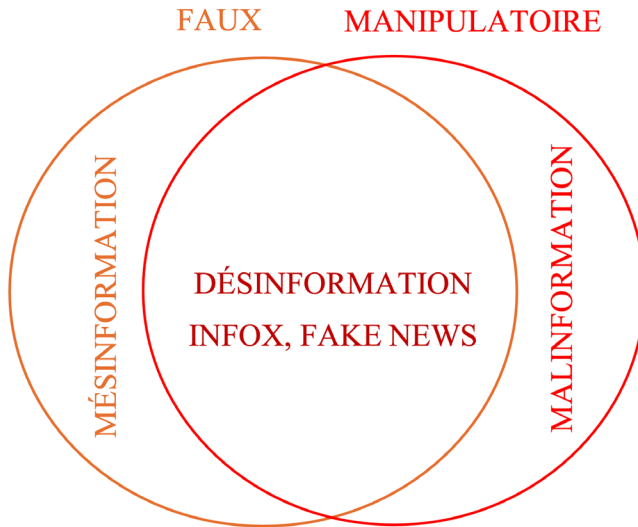 FAUX
MANIPULATOIRE
MÉSINFORMATION
DÉSINFORMATION
INFOX, FAKE NEWS
MALINFORMATION